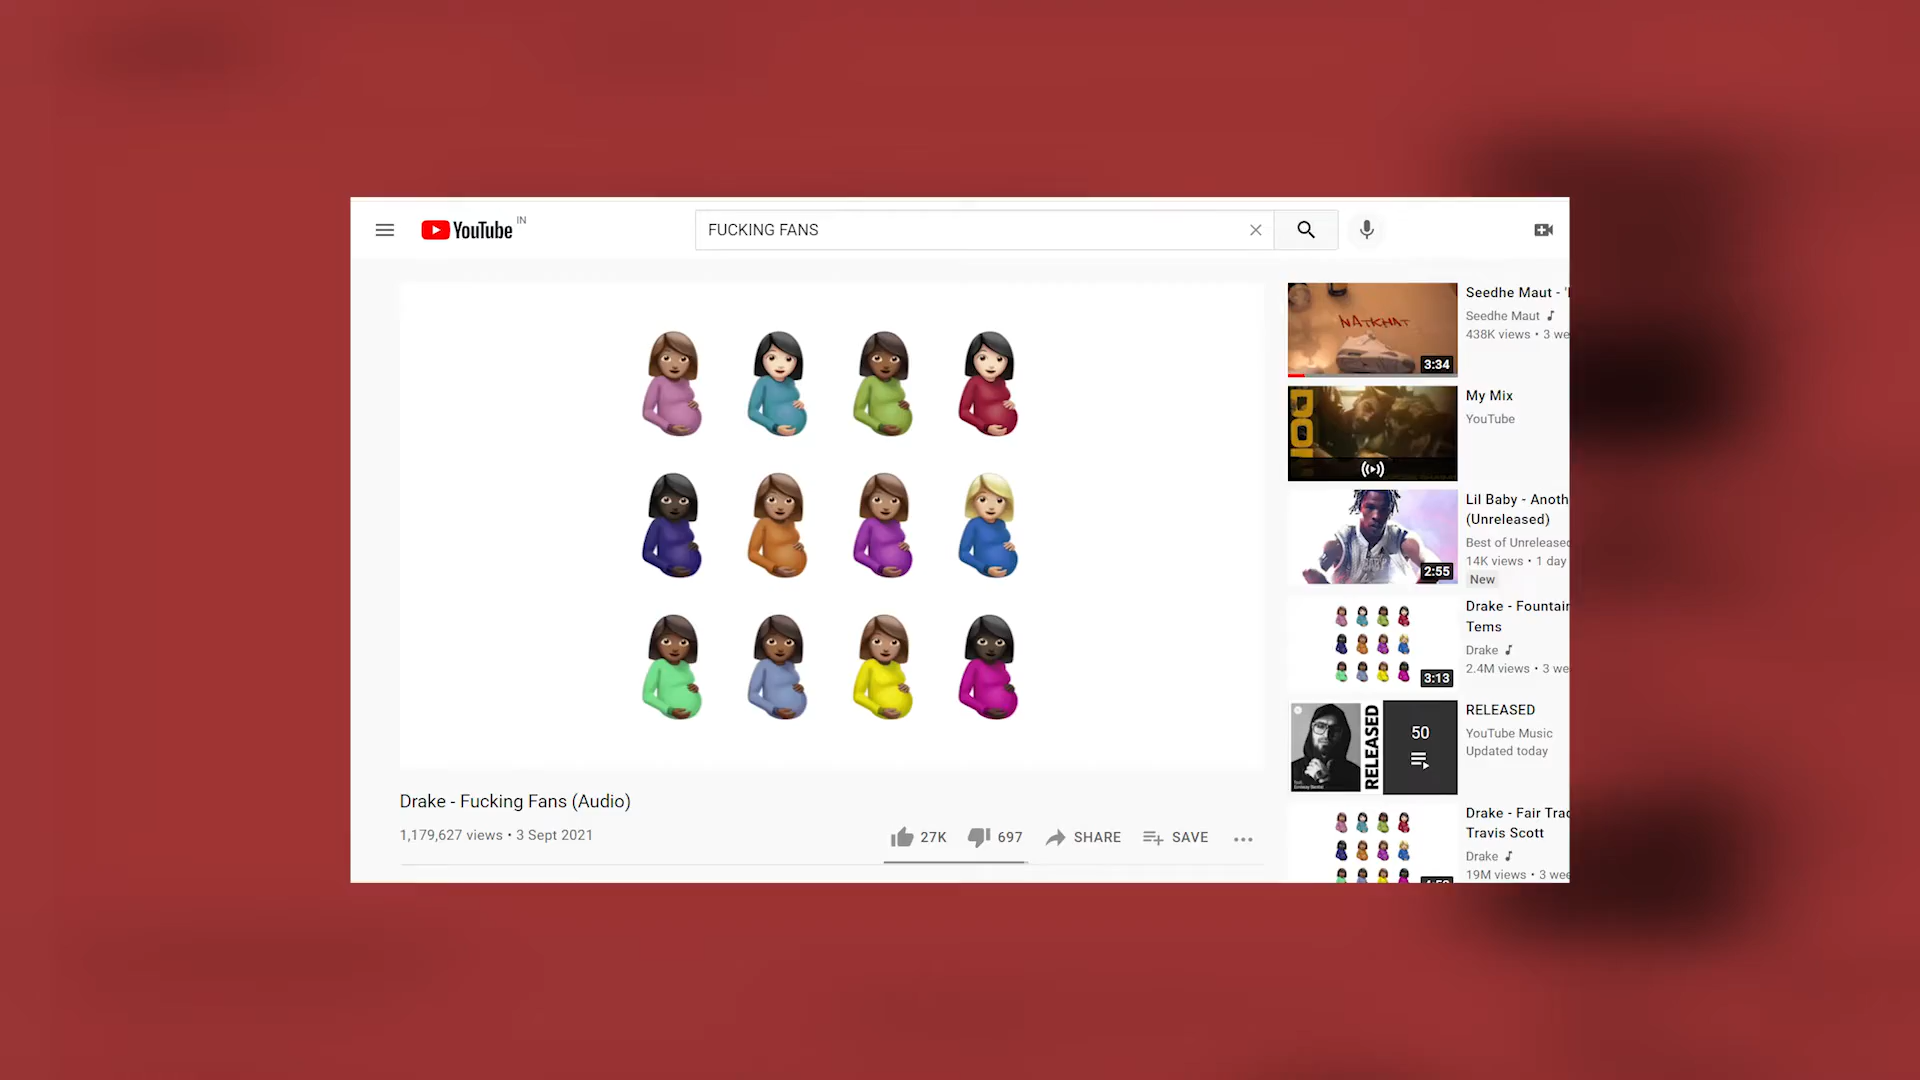 YouTube IN
FUCKING FANS
Drake - Fucking Fans (Audio)
1,179,627 views • 3 Sept 2021
27K
697
SHARE
SAVE
NATKHAT
3:34
Seedhe Maut - '
Seedhe Maut
438K views • 3 we
My Mix
YouTube
2:55
Lil Baby - Anoth
(Unreleased)
Best of Unreleased
14K views • 1 day
New
3:13
Drake - Fountain
Tems
Drake
2.4M views • 3 we
RELEASED
50
RELEASED
YouTube Music
Updated today
Drake - Fair Trad
Travis Scott
Drake
19M views • 3 wee